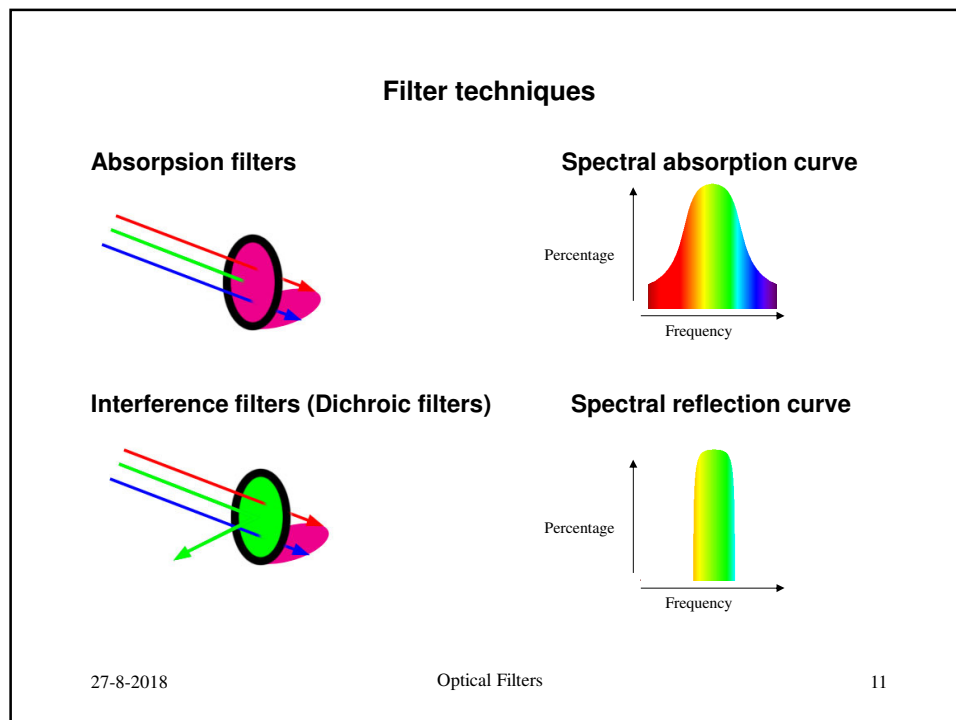 Filter techniques
Absorpsion filters
Spectral absorption curve
Percentage
Frequency
Interference filters (Dichroic filters)
Spectral reflection curve
Percentage
Frequency
27-8-2018
Optical Filters
11